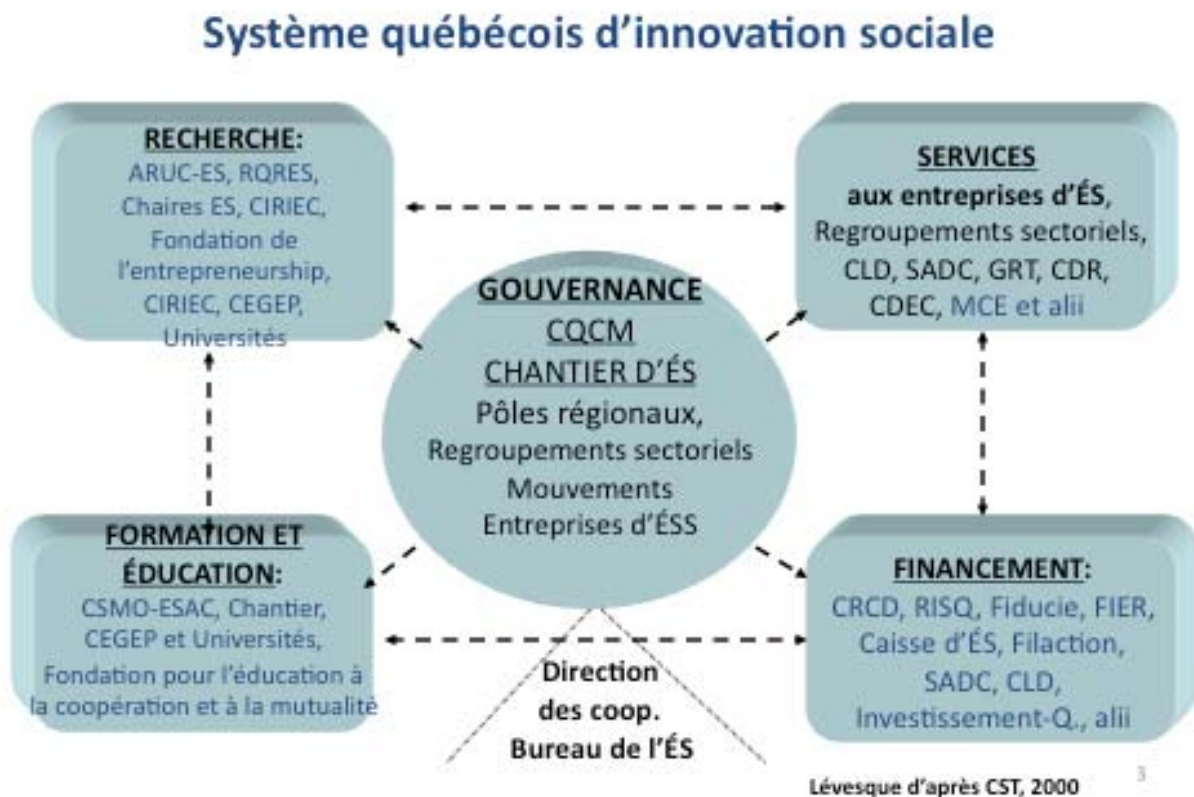 Système québécois d'innovation sociale
RECHERCHE:
ARUC-ES, RQRES,
Chaires ES, CIRIEC,
Fondation de
l'entrepreneurship,
CIRIEC, CEGEP,
Universités
SERVICES
aux entreprises d'ÉS,
Regroupements sectoriels,
CLD, SADC, GRT, CDR,
CDEC, MCE et alii
GOUVERNANCE
CQCM
CHANTIER D'ÉS
Pôles régionaux,
Regroupements sectoriels
Mouvements
Entreprises d'ÉSS
FORMATION ET
ÉDUCATION:
CSMO-ESAC, Chantier,
CEGEP et Universités,
Fondation pour l'éducation à
la coopération et à la mutualité
FINANCEMENT:
CRCD, RISQ, Fiducie, FIER,
Caisse d'ÉS, Filaction,
SADC, CLD,
Investissement-Q., alii
Direction
des coop.
Bureau de l'ÉS
Lévesque d'après CST, 2000
3